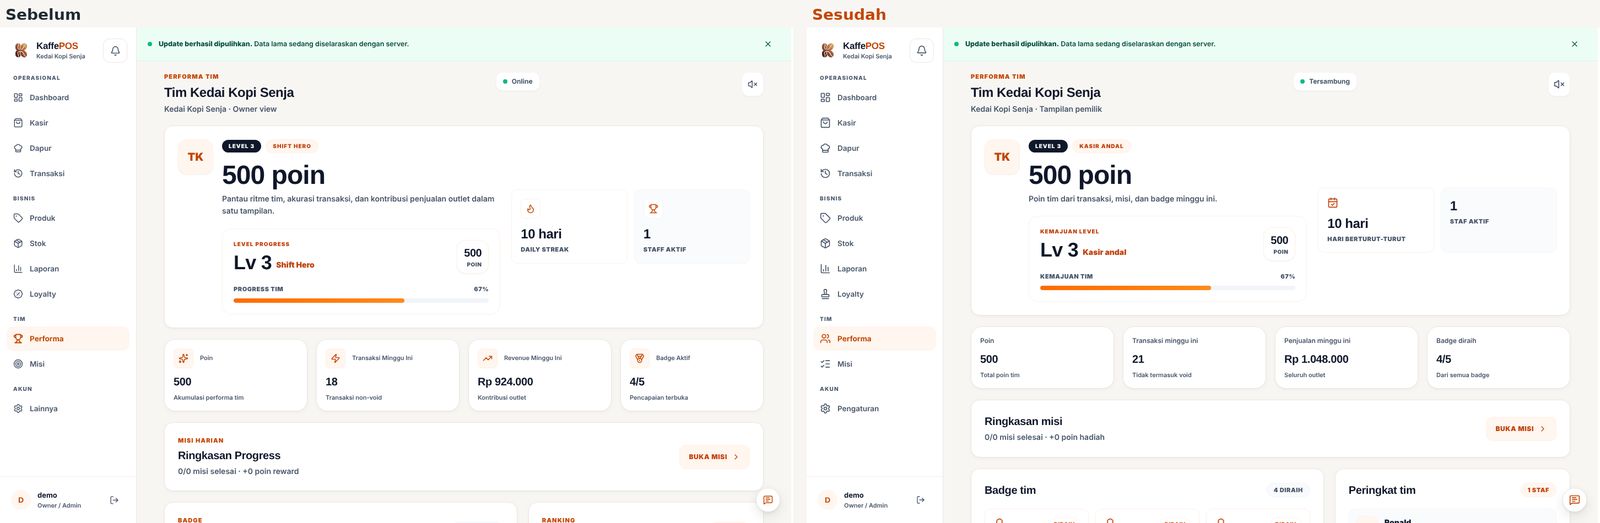 Sebelum
KaffePOS
Kedai Kopi Senja
OPERASIONAL
Dashboard
Kasir
Dapur
Transaksi
BISNIS
Produk
Stok
Laporan
Loyalty
TIM
Performa
Misi
AKUN
Lainnya
D
demo
Owner / Admin
Update berhasil dipulihkan. Data lama sedang diselaraskan dengan server.
PERFORMA TIM
Tim Kedai Kopi Senja
Kedai Kopi Senja · Owner view
Online
TK
LEVEL 3
SHIFT HERO
500 poin
Pantau ritme tim, akurasi transaksi, dan kontribusi penjualan outlet dalam
satu tampilan.
LEVEL PROGRESS
Lv 3 Shift Hero
500
POIN
PROGRESS TIM
67%
10 hari
DAILY STREAK
1
STAFF AKTIF
Poin
500
Akumulasi performa tim
Transaksi Minggu Ini
18
Transaksi non-void
Revenue Minggu Ini
Rp 924.000
Kontribusi outlet
Badge Aktif
4/5
Pencapaian terbuka
MISI HARIAN
Ringkasan Progress
0/0 misi selesai · +0 poin reward
BUKA MISI
BADGE
RANKING
Sesudah
KaffePOS
Kedai Kopi Senja
OPERASIONAL
Dashboard
Kasir
Dapur
Transaksi
BISNIS
Produk
Stok
Laporan
Loyalty
TIM
Performa
Misi
AKUN
Pengaturan
D
demo
Owner / Admin
Update berhasil dipulihkan. Data lama sedang diselaraskan dengan server.
PERFORMA TIM
Tim Kedai Kopi Senja
Kedai Kopi Senja · Tampilan pemilik
Tersambung
TK
LEVEL 3
KASIR ANDAL
500 poin
Poin tim dari transaksi, misi, dan badge minggu ini.
KEMAJUAN LEVEL
Lv 3 Kasir andal
500
POIN
KEMAJUAN TIM
67%
10 hari
HARI BERTURUT-TURUT
1
STAF AKTIF
Poin
500
Total poin tim
Transaksi minggu ini
21
Tidak termasuk void
Penjualan minggu ini
Rp 1.048.000
Seluruh outlet
Badge diraih
4/5
Dari semua badge
Ringkasan misi
0/0 misi selesai · +0 poin hadiah
BUKA MISI
Badge tim
4 DIRAIH
Peringkat tim
1 STAF